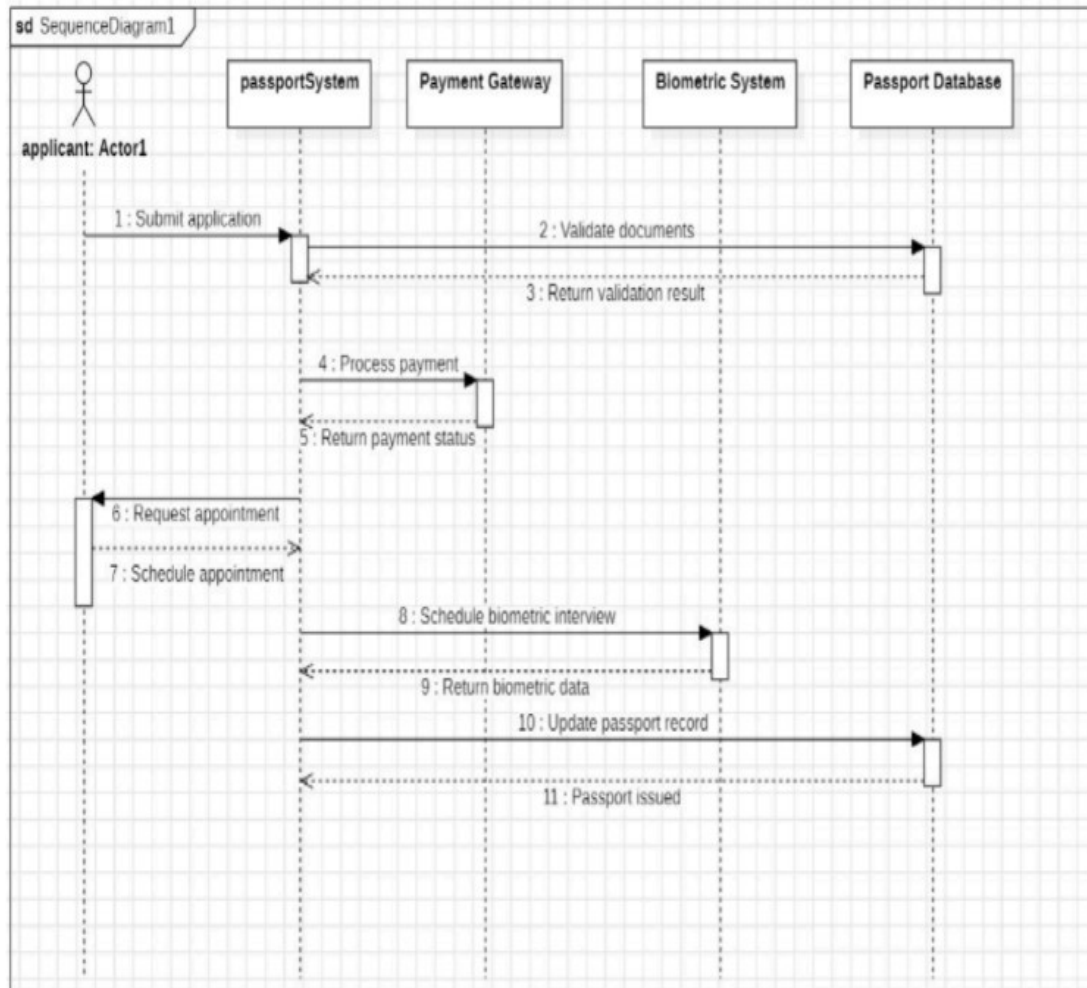 sd SequenceDiagram1
passportSystem
Payment Gateway
Biometric System
Passport Database
applicant: Actor1
1 : Submit application
2 : Validate documents
3 : Return validation result
4 : Process payment
5 : Return payment status
6 : Request appointment
7 : Schedule appointment
8 : Schedule biometric interview
9 : Return biometric data
10 : Update passport record
11 : Passport issued